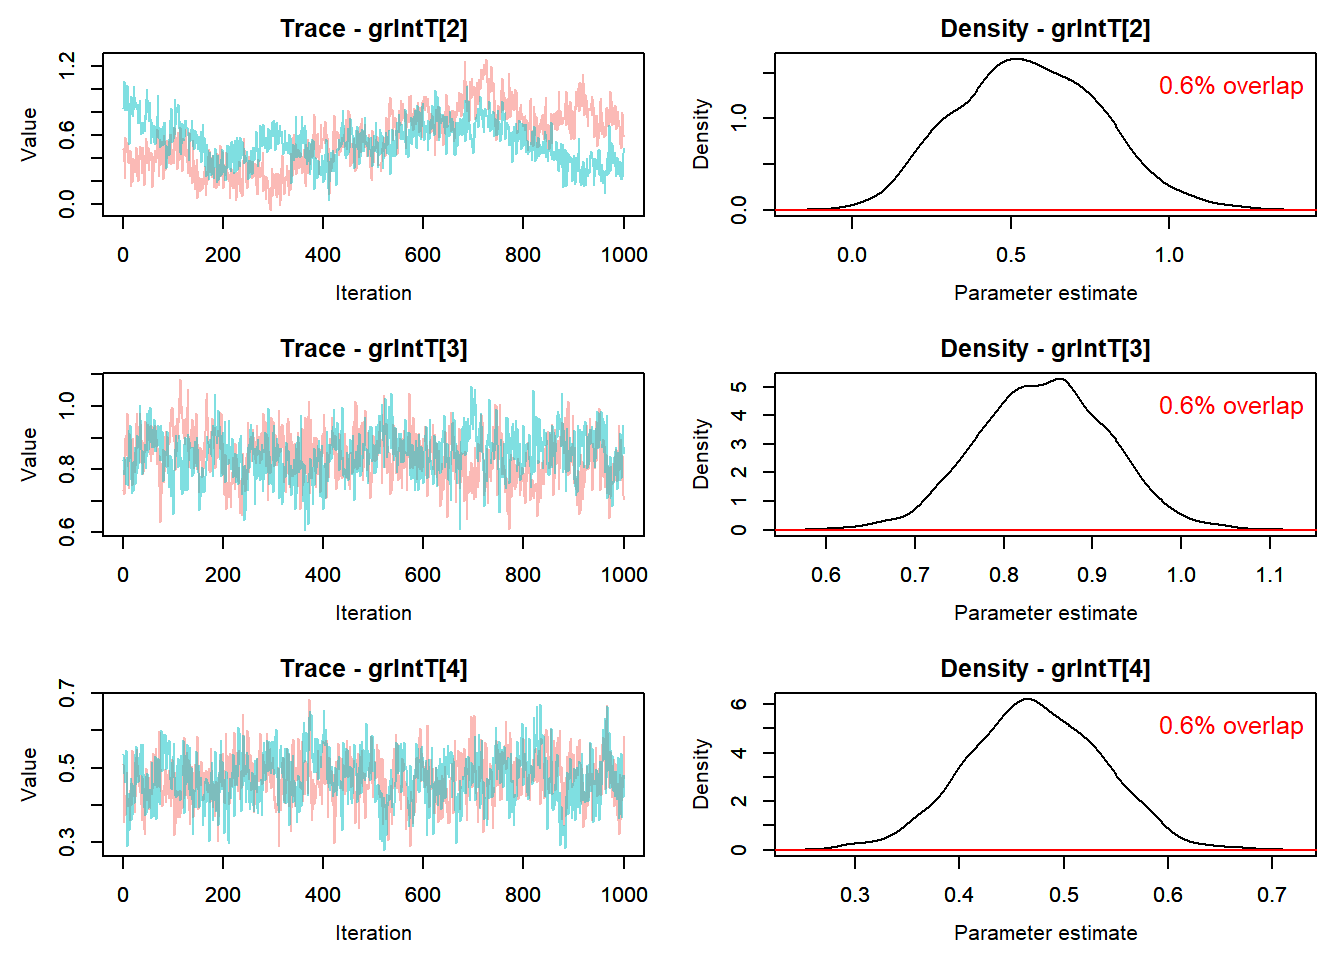 Trace - grIntT[2]
Value
0.0 0.6 1.2
0 200 400 600 800 1000
Iteration
Density - grIntT[2]
0.6% overlap
Density
0.0 1.0
0.0 0.5 1.0
Parameter estimate
Trace - grIntT[3]
Value
0.6 0.8 1.0
0 200 400 600 800 1000
Iteration
Density - grIntT[3]
0.6% overlap
Density
0 1 2 3 4 5
0.6 0.7 0.8 0.9 1.0 1.1
Parameter estimate
Trace - grIntT[4]
Value
0.3 0.5 0.7
0 200 400 600 800 1000
Iteration
Density - grIntT[4]
0.6% overlap
Density
0 2 4 6
0.3 0.4 0.5 0.6 0.7
Parameter estimate